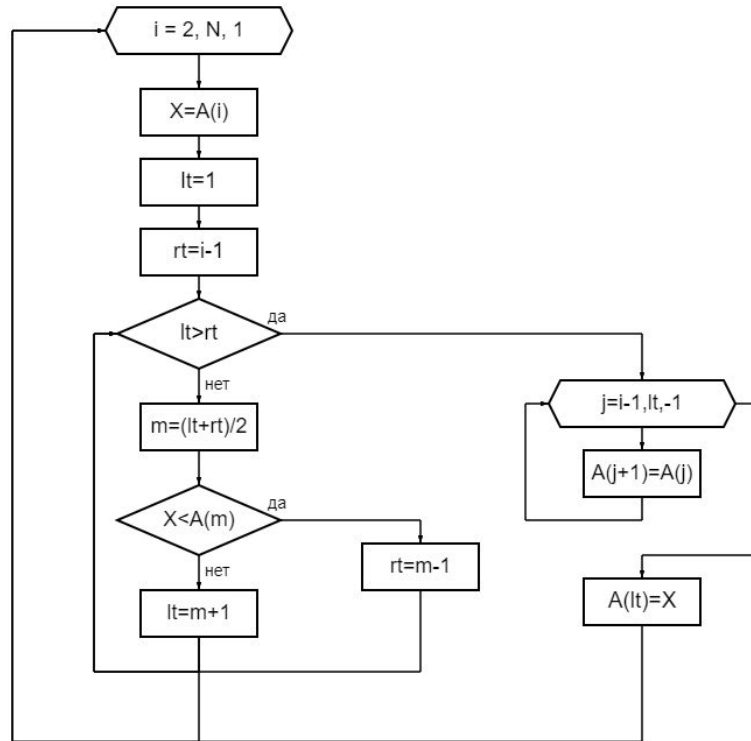 i = 2, N, 1
X=A(i)
lt=1
rt=i-1
lt>rt
да
нет
m=(lt+rt)/2
X<A(m)
да
нет
lt=m+1
rt=m-1
j=i-1,lt,-1
A(j+1)=A(j)
A(lt)=X